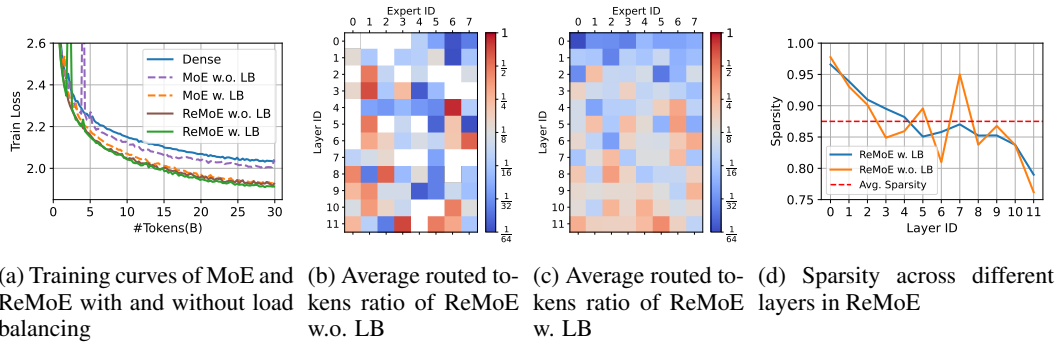 2.6
2.4
2.2
2.0
Train Loss
0 5 10 15 20 25 30
#Tokens(B)
Dense
MoE w.o. LB
MoE w. LB
ReMoE w.o. LB
ReMoE w. LB
Expert ID
0 1 2 3 4 5 6 7
Layer ID
0
1
2
3
4
5
6
7
8
9
10
11
1
1/2
1/4
1/8
1/16
1/32
1/64
Expert ID
0 1 2 3 4 5 6 7
Layer ID
0
1
2
3
4
5
6
7
8
9
10
11
1
1/2
1/4
1/8
1/16
1/32
1/64
1.00
0.95
0.90
0.85
0.80
0.75
Sparsity
ReMoE w. LB
ReMoE w.o. LB
Avg. Sparsity
0 1 2 3 4 5 6 7 8 9 10 11
Layer ID
(a) Training curves of MoE and
ReMoE with and without load
balancing
(b) Average routed to-
kens ratio of ReMoE
w.o. LB
(c) Average routed to-
kens ratio of ReMoE
w. LB
(d) Sparsity across different
layers in ReMoE